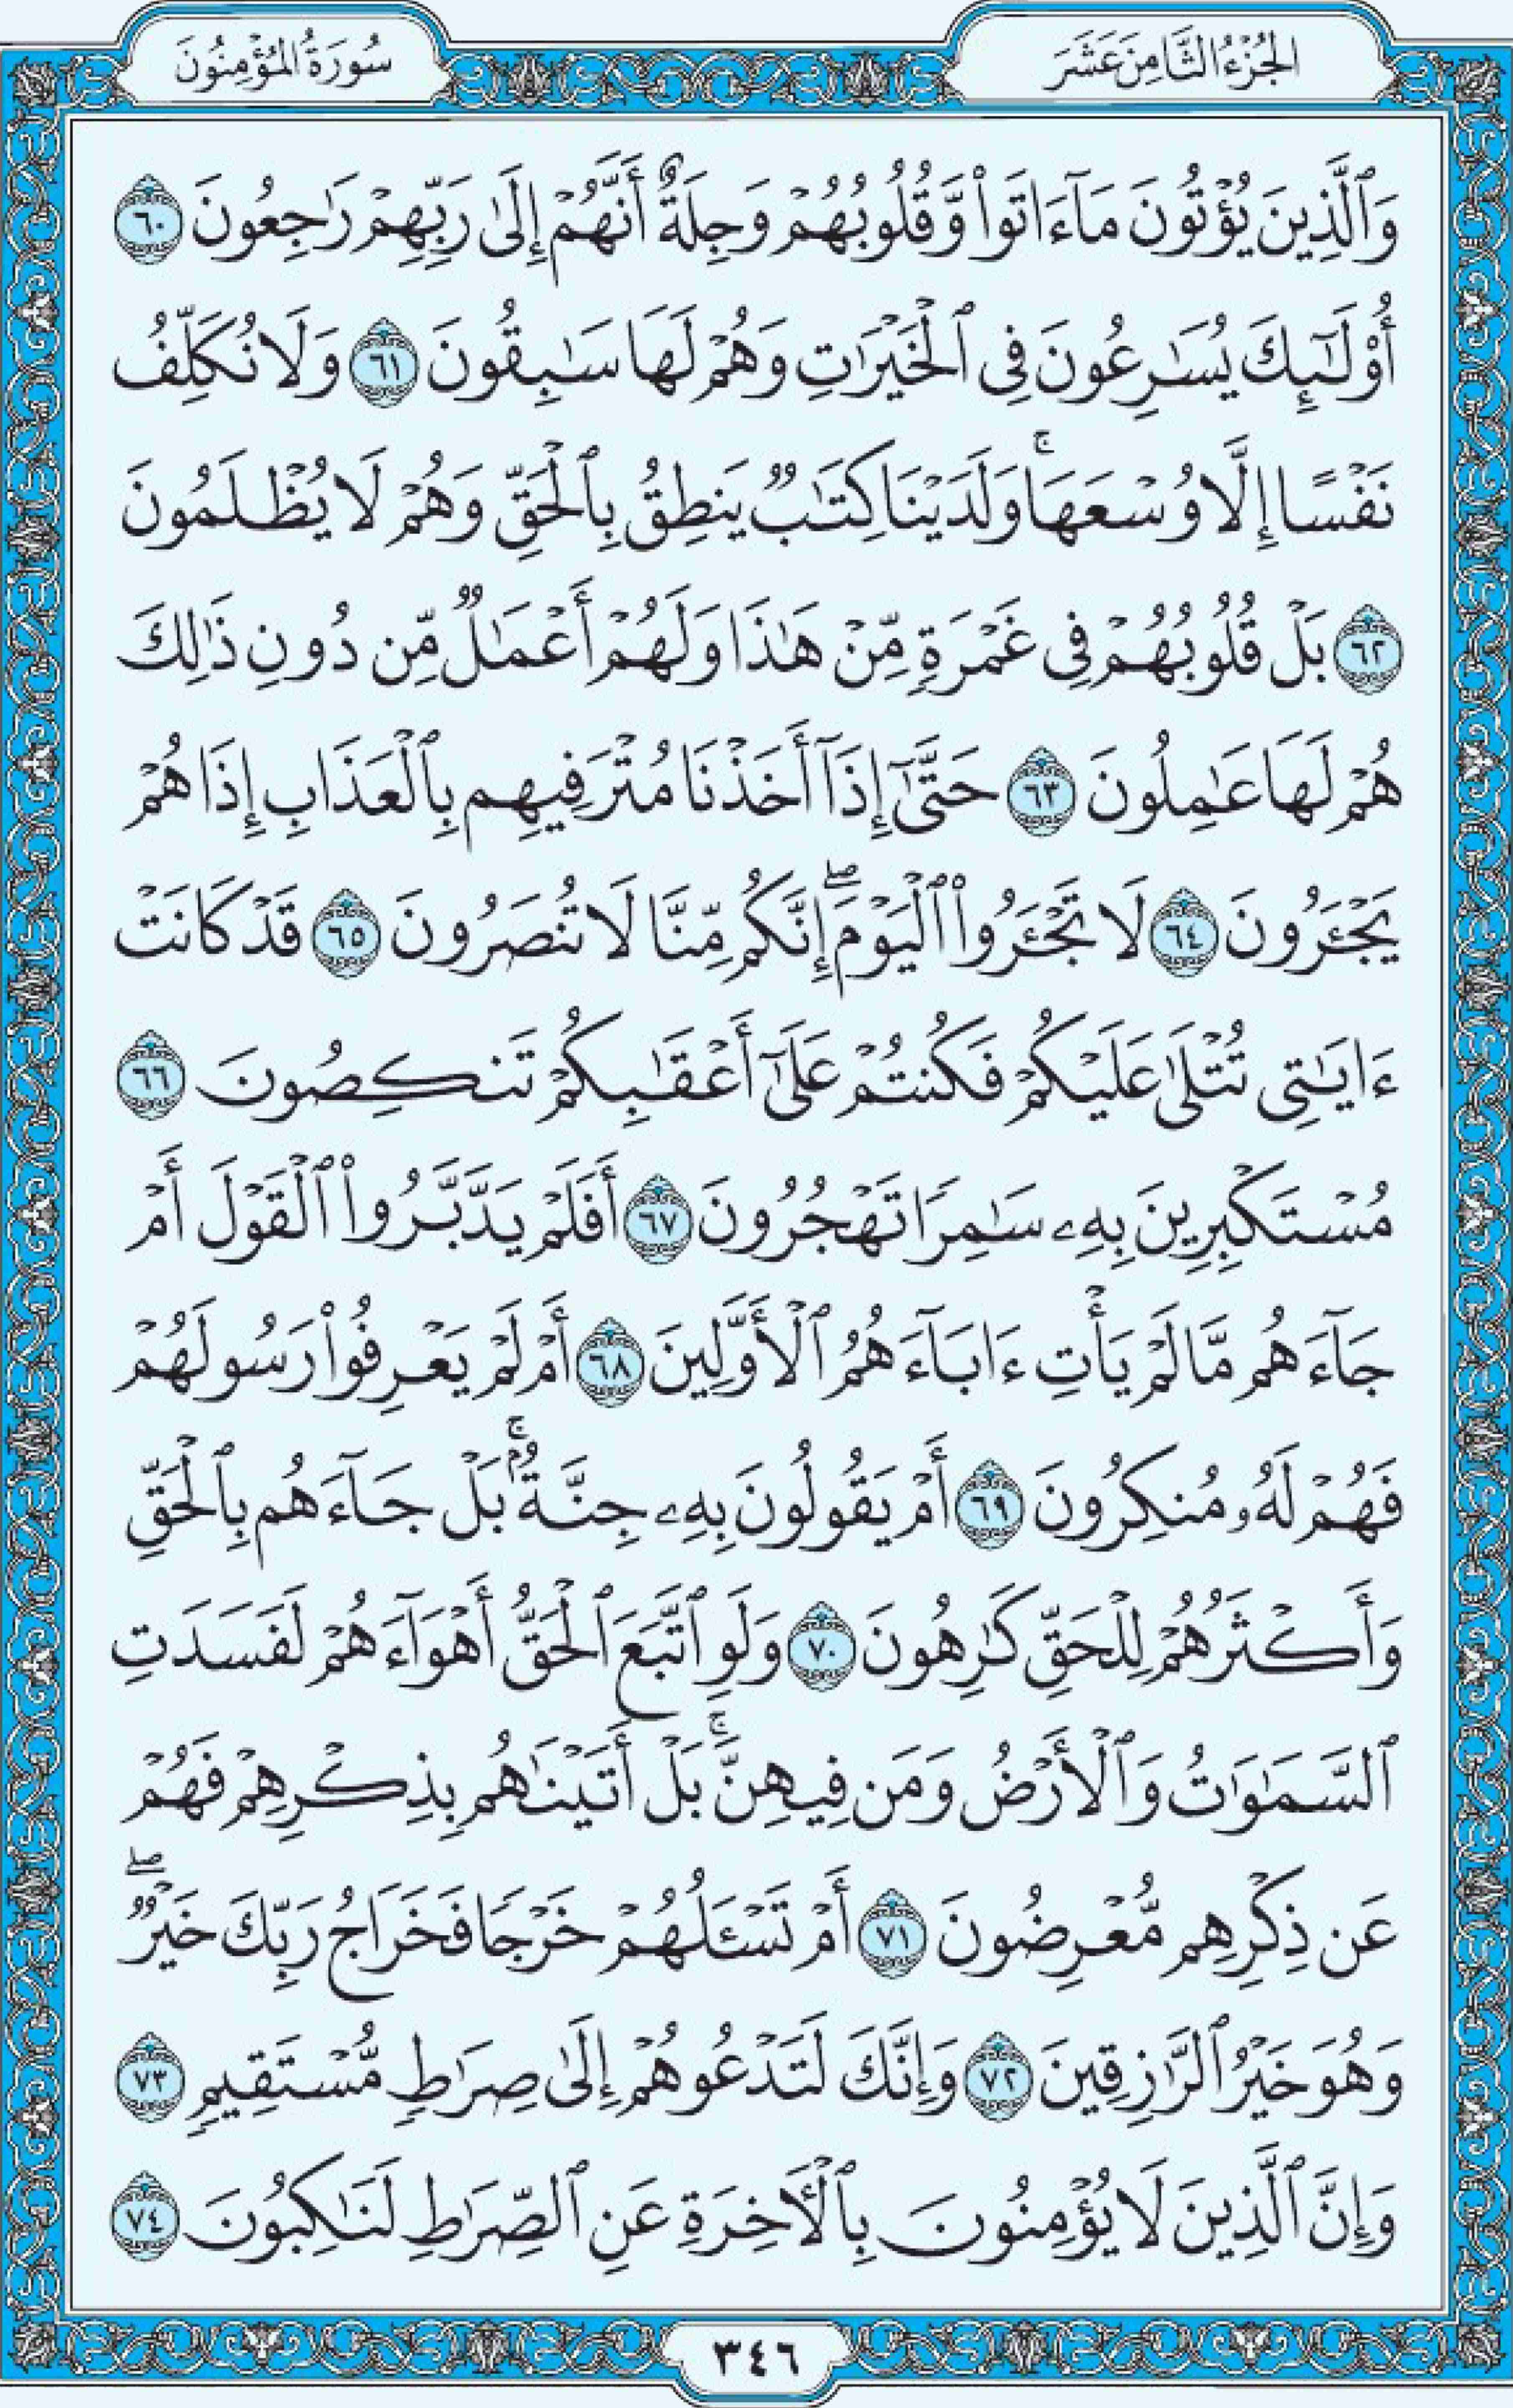 الجُزْءُ الثَّامِنَ عَشَرَ
سُورَةُ المُؤْمِنُونَ
وَٱلَّذِينَ يُؤْتُونَ مَآ ءَاتَوا۟ وَّقُلُوبُهُمْ وَجِلَةٌ أَنَّهُمْ إِلَىٰ رَبِّهِمْ رَٰجِعُونَ ٦٠
أُو۟لَـٰٓئِكَ يُسَـٰرِعُونَ فِى ٱلْخَيْرَٰتِ وَهُمْ لَهَا سَـٰبِقُونَ ٦١ وَلَا نُكَلِّفُ
نَفْسًا إِلَّا وُسْعَهَا ۚ وَلَدَيْنَا كِتَـٰبٌ يَنطِقُ بِٱلْحَقِّ وَهُمْ لَا يُظْلَمُونَ
٦٢ بَلْ قُلُوبُهُمْ فِى غَمْرَةٍ مِّنْ هَـٰذَا وَلَهُمْ أَعْمَـٰلٌ مِّن دُونِ ذَٰلِكَ
هُمْ لَهَا عَـٰمِلُونَ ٦٣ حَتَّىٰٓ إِذَآ أَخَذْنَا مُتْرَفِيهِم بِٱلْعَذَابِ إِذَا هُمْ
يَجْـَٔرُونَ ٦٤ لَا تَجْـَٔرُوا۟ ٱلْيَوْمَ ۖ إِنَّكُم مِّنَّا لَا تُنصَرُونَ ٦٥ قَدْ كَانَتْ
ءَايَـٰتِى تُتْلَىٰ عَلَيْكُمْ فَكُنتُمْ عَلَىٰٓ أَعْقَـٰبِكُمْ تَنكِصُونَ ٦٦
مُسْتَكْبِرِينَ بِهِۦ سَـٰمِرًا تَهْجُرُونَ ٦٧ أَفَلَمْ يَدَّبَّرُوا۟ ٱلْقَوْلَ أَمْ
جَآءَهُم مَّا لَمْ يَأْتِ ءَابَآءَهُمُ ٱلْأَوَّلِينَ ٦٨ أَمْ لَمْ يَعْرِفُوا۟ رَسُولَهُمْ
فَهُمْ لَهُۥ مُنكِرُونَ ٦٩ أَمْ يَقُولُونَ بِهِۦ جِنَّةٌۢ ۚ بَلْ جَآءَهُم بِٱلْحَقِّ
وَأَكْثَرُهُمْ لِلْحَقِّ كَـٰرِهُونَ ٧٠ وَلَوِ ٱتَّبَعَ ٱلْحَقُّ أَهْوَآءَهُمْ لَفَسَدَتِ
ٱلسَّمَـٰوَٰتُ وَٱلْأَرْضُ وَمَن فِيهِنَّ ۚ بَلْ أَتَيْنَـٰهُم بِذِكْرِهِمْ فَهُمْ
عَن ذِكْرِهِم مُّعْرِضُونَ ٧١ أَمْ تَسْـَٔلُهُمْ خَرْجًا فَخَرَاجُ رَبِّكَ خَيْرٌ ۖ
وَهُوَ خَيْرُ ٱلرَّٰزِقِينَ ٧٢ وَإِنَّكَ لَتَدْعُوهُمْ إِلَىٰ صِرَٰطٍ مُّسْتَقِيمٍ ٧٣
وَإِنَّ ٱلَّذِينَ لَا يُؤْمِنُونَ بِٱلْـَٔاخِرَةِ عَنِ ٱلصِّرَٰطِ لَنَـٰكِبُونَ ٧٤
٣٤٦